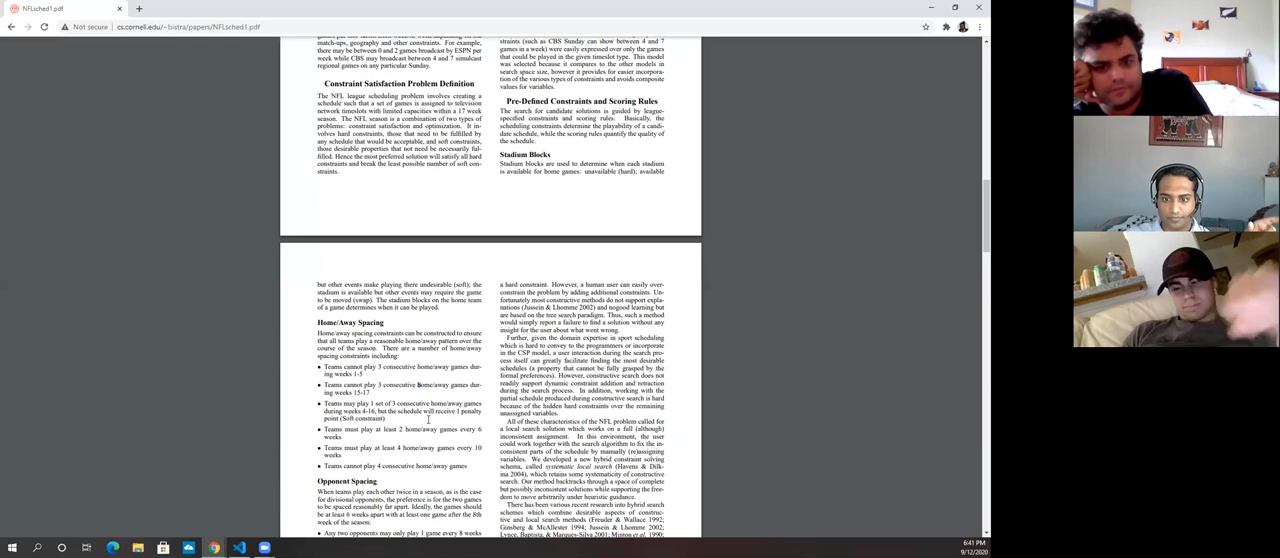 NFLsched1.pdf
Not secure
cs.cornell.edu/~bistra/papers/NFLsched1.pdf
match-ups, geography and other constraints. For example,
there may be between 0 and 2 games broadcast by ESPN per
week while CBS may broadcast between 4 and 7 simulcast
regional games on any particular Sunday.
Constraint Satisfaction Problem Definition
The NFL league scheduling problem involves creating a
schedule such that a set of games is assigned to television
network timeslots with limited capacities within a 17 week
season. The NFL season is a combination of two types of
problems: constraint satisfaction and optimization. It in-
volves hard constraints, those that need to be fulfilled by
any schedule that would be acceptable, and soft constraints,
those desirable properties that not need be necessarily ful-
filled. Hence the most preferred solution will satisfy all hard
constraints and break the least possible number of soft con-
straints.
straints (such as CBS Sunday can show between 4 and 7
games in a week) were easily expressed over only the games
that could be played in the given timeslot. This model
was selected because it compares to the other models in
search space size, however it provides for easier incorpora-
tion of the various types of constraints and avoids composite
values for variables.
Pre-Defined Constraints and Scoring Rules
The search for candidate solutions is guided by league-
specified constraints and scoring rules. Basically, the
scheduling constraints determine the playability of a candi-
date schedule, while the scoring rules quantify the quality of
the schedule.
Stadium Blocks
Stadium blocks are used to determine when each stadium
is available for home games: unavailable (hard); available
but other events make playing there undesirable (soft); the
stadium is available but other events may require the game
to be moved (swap). The stadium blocks on the home team
of a game determines when it can be played.
Home/Away Spacing
Home/away spacing constraints can be constructed to ensure
that all teams play a reasonable home/away pattern over the
course of the season. There are a number of home/away
spacing constraints including:
• Teams cannot play 3 consecutive home/away games dur-
ing weeks 1-5
• Teams cannot play 3 consecutive home/away games dur-
ing weeks 15-17
• Teams may play 1 set of 3 consecutive home/away games
during weeks 4-16, but the schedule will receive 1 penalty
point (Soft constraint)
• Teams must play at least 2 home/away games every 6
weeks
• Teams must play at least 4 home/away games every 10
weeks
• Teams cannot play 4 consecutive home/away games
Opponent Spacing
When teams play each other twice in a season, as is the case
for divisional opponents, the preference is for the two games
to be spaced reasonably far apart. Ideally, the games should
be at least 6 weeks apart with at least one game after the 8th
week of the season:
• Any two opponents may only play 1 game every 8 weeks
a hard constraint. However, a human user can easily over-
constrain the problem by adding additional constraints. Un-
fortunately most constructive methods do not support expla-
nations (Jussein & Lhomme 2002) and nogood learning but
are based on the tree search paradigm. Thus, such a method
would simply report a failure to find a solution without any
insight for the user about what went wrong.
Further, given the domain expertise in sport scheduling
which is hard to convey to the programmers or incorporate
in the CSP model, a user interaction during the search pro-
cess itself can greatly facilitate finding the most desirable
schedules (a property that cannot be fully grasped by the
formal preferences). However, constructive search does not
readily support dynamic constraint addition and retraction
during the search process. In addition, working with the
partial schedule produced during constructive search is hard
because of the hidden hard constraints over the remaining
unassigned variables.
All of these characteristics of the NFL problem called for
a local search solution which works on a full (although)
inconsistent assignment. In this environment, the user
could work together with the search algorithm to fix the in-
consistent parts of the schedule by manually (re)assigning
variables. We developed a new hybrid constraint solving
schema, called systematic local search (Havens & Dilk-
ina 2004), which retains some systematicity of constructive
search. Our method backtracks through a space of complete
but possibly inconsistent solutions while supporting the free-
dom to move arbitrarily under heuristic guidance.
There has been various recent research into hybrid search
schemes which combine desirable aspects of construc-
tive and local search methods (Freuder & Wallace 1992;
Ginsberg & McAllester 1994; Jussein & Lhomme 2002;
Lynce, Baptista, & Marques-Silva 2001; Minton et al. 1990;
6:41 PM
9/12/2020